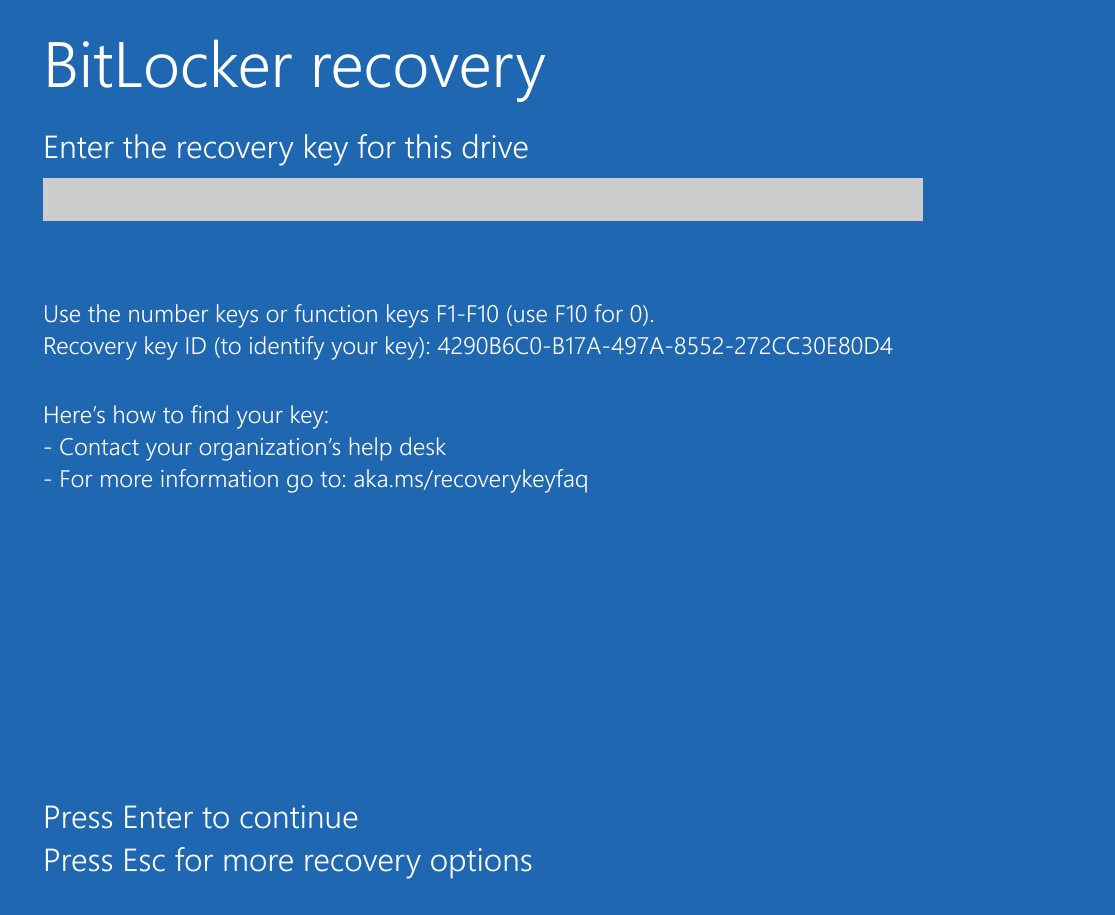 BitLocker recovery
Enter the recovery key for this drive
Use the number keys or function keys F1-F10 (use F10 for 0).
Recovery key ID (to identify your key): 4290B6C0-B17A-497A-8552-272CC30E80D4
Here’s how to find your key:
- Contact your organization’s help desk
- For more information go to: aka.ms/recoverykeyfaq
Press Enter to continue
Press Esc for more recovery options